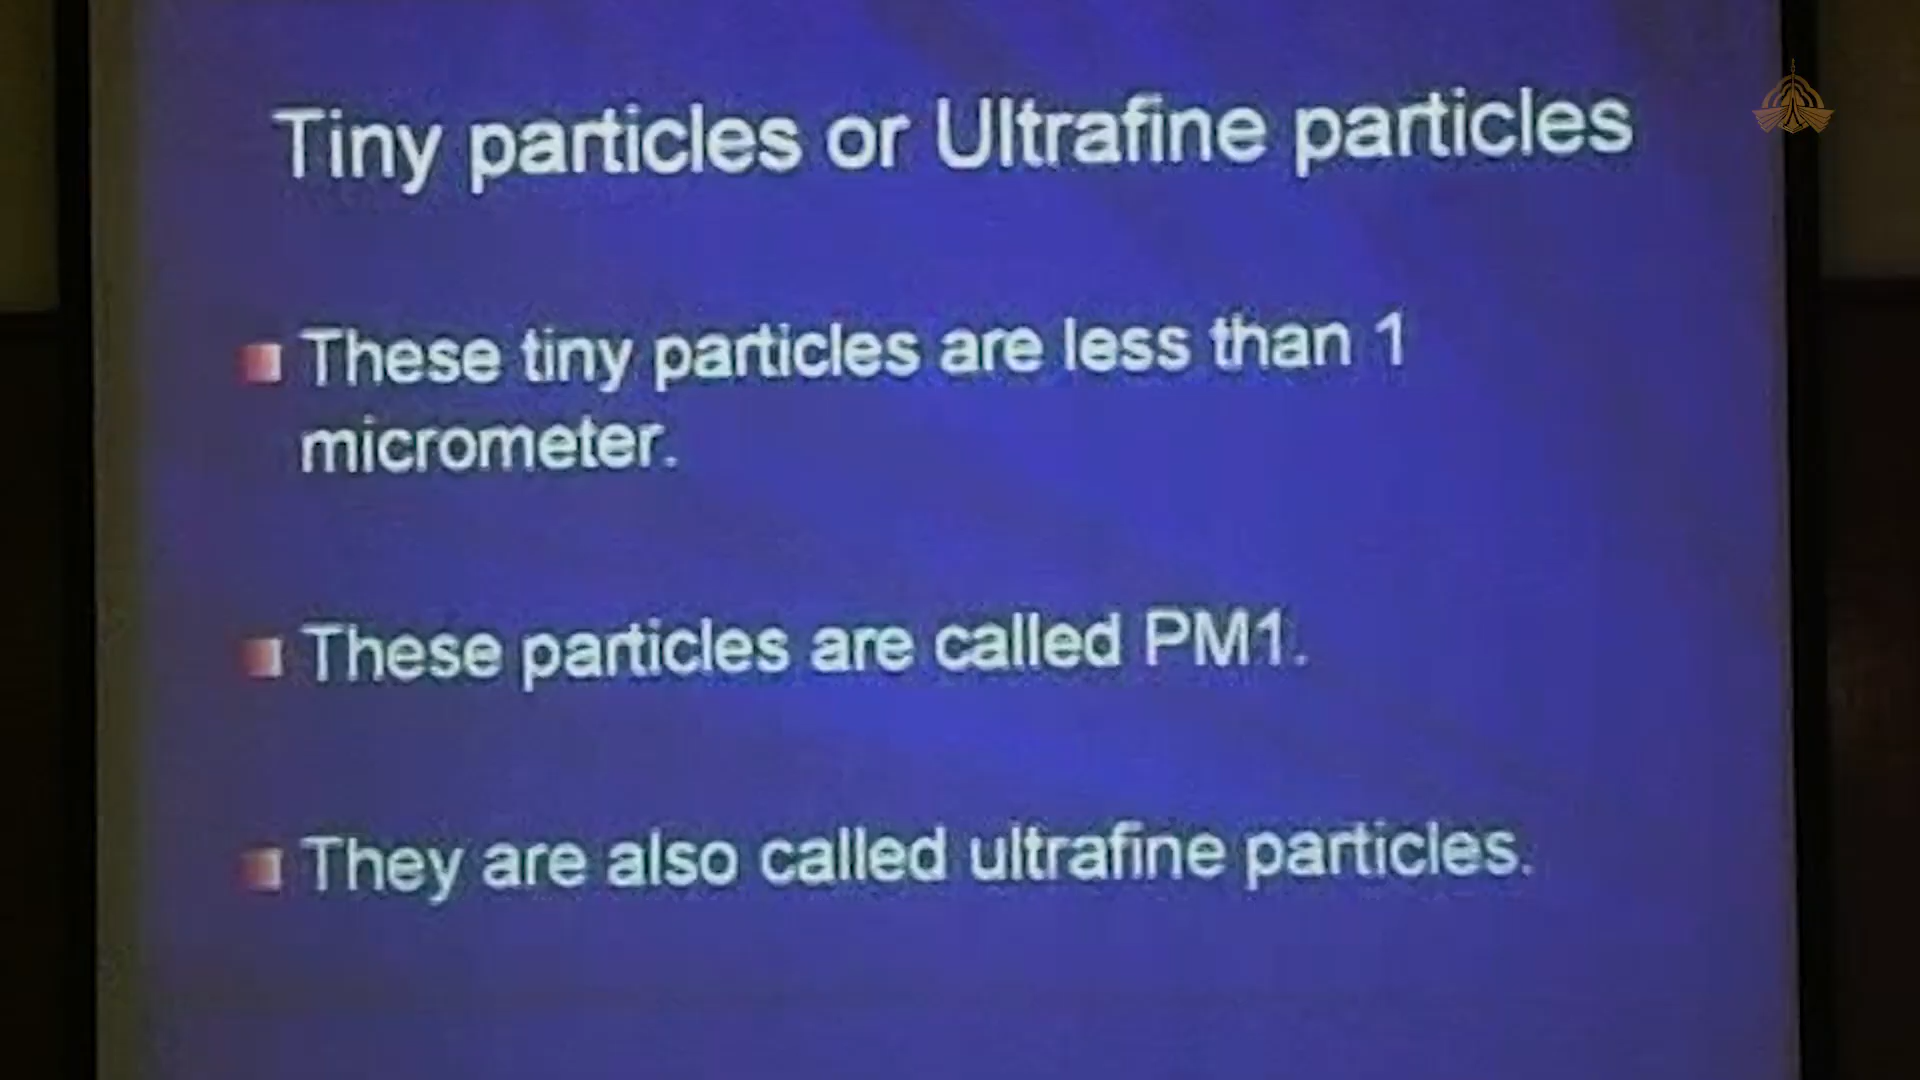 Tiny particles or Ultrafine particles
These tiny particles are less than 1
micrometer.
These particles are called PM1.
They are also called ultrafine particles.